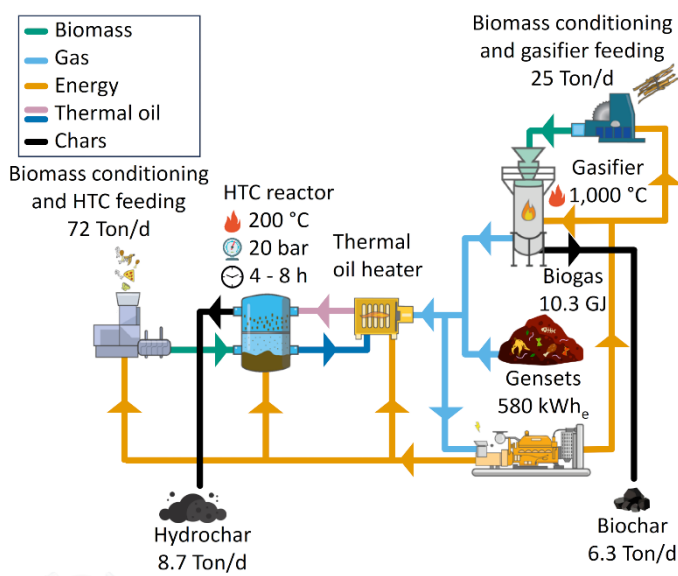 Biomass
Gas
Energy
Thermal oil
Chars
Biomass conditioning
and gasifier feeding
25 Ton/d
Biomass conditioning
and HTC feeding
72 Ton/d
HTC reactor
200 °C
20 bar
4 - 8 h
Thermal
oil heater
Gasifier
1,000 °C
Biogas
10.3 GJ
Gensets
580 kWhₑ
Hydrochar
8.7 Ton/d
Biochar
6.3 Ton/d